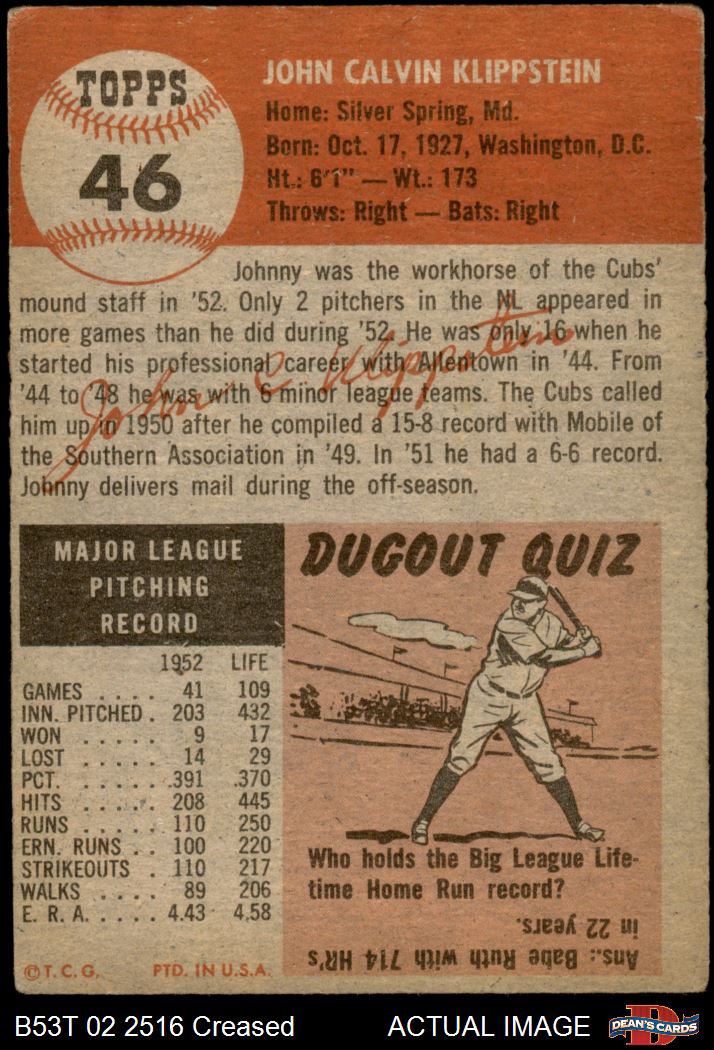 TOPPS
46
JOHN CALVIN KLIPPSTEIN
Home: Silver Spring, Md.
Born: Oct. 17, 1927, Washington, D.C.
Ht.: 6'1" — Wt.: 173
Throws: Right — Bats: Right
Johnny was the workhorse of the Cubs'
mound staff in '52. Only 2 pitchers in the NL appeared in
more games than he did during '52. He was only 16 when he
started his professional career with Allentown in '44. From
'44 to '48 he was with 6 minor league teams. The Cubs called
him up in 1950 after he compiled a 15-8 record with Mobile of
the Southern Association in '49. In '51 he had a 6-6 record.
Johnny delivers mail during the off-season.
John C Klippstein
MAJOR LEAGUE
PITCHING
RECORD
1952 LIFE
GAMES . . . . 41 109
INN. PITCHED . 203 432
WON . . . . . 9 17
LOST . . . . . 14 29
PCT. . . . . . .391 .370
HITS . . . . . 208 445
RUNS . . . . . 110 250
ERN. RUNS . . 100 220
STRIKEOUTS . . 110 217
WALKS . . . . 89 206
E. R. A. . . . . 4.43 4.58
© T. C. G. PTD. IN U.S.A.
DUGOUT QUIZ
Who holds the Big League Life-
time Home Run record?
Ans.: Babe Ruth with 714 HR's
in 22 years.
B53T 02 2516 Creased ACTUAL IMAGE
DEAN'S CARDS